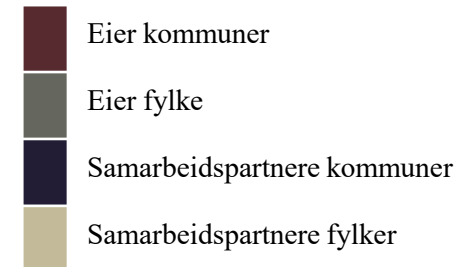 Eier kommuner
Eier fylke
Samarbeidspartnere kommuner
Samarbeidspartnere fylker